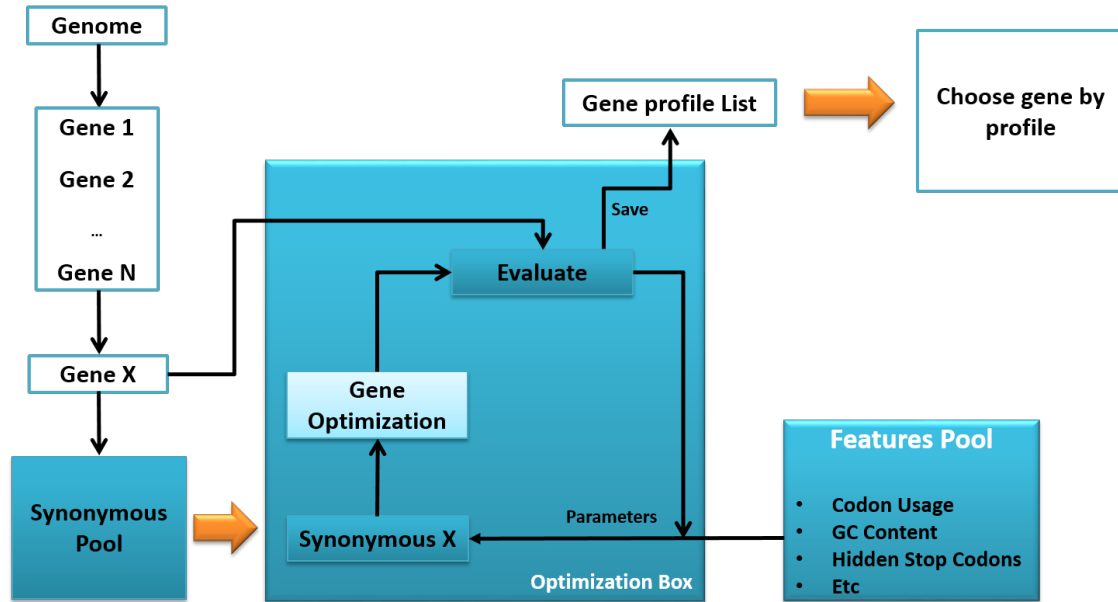 Genome
Gene 1
Gene 2
...
Gene N
Gene X
Synonymous
Pool
Gene profile List
Choose gene by
profile
Save
Evaluate
Gene
Optimization
Synonymous X
Parameters
Optimization Box
Features Pool
• Codon Usage
• GC Content
• Hidden Stop Codons
• Etc